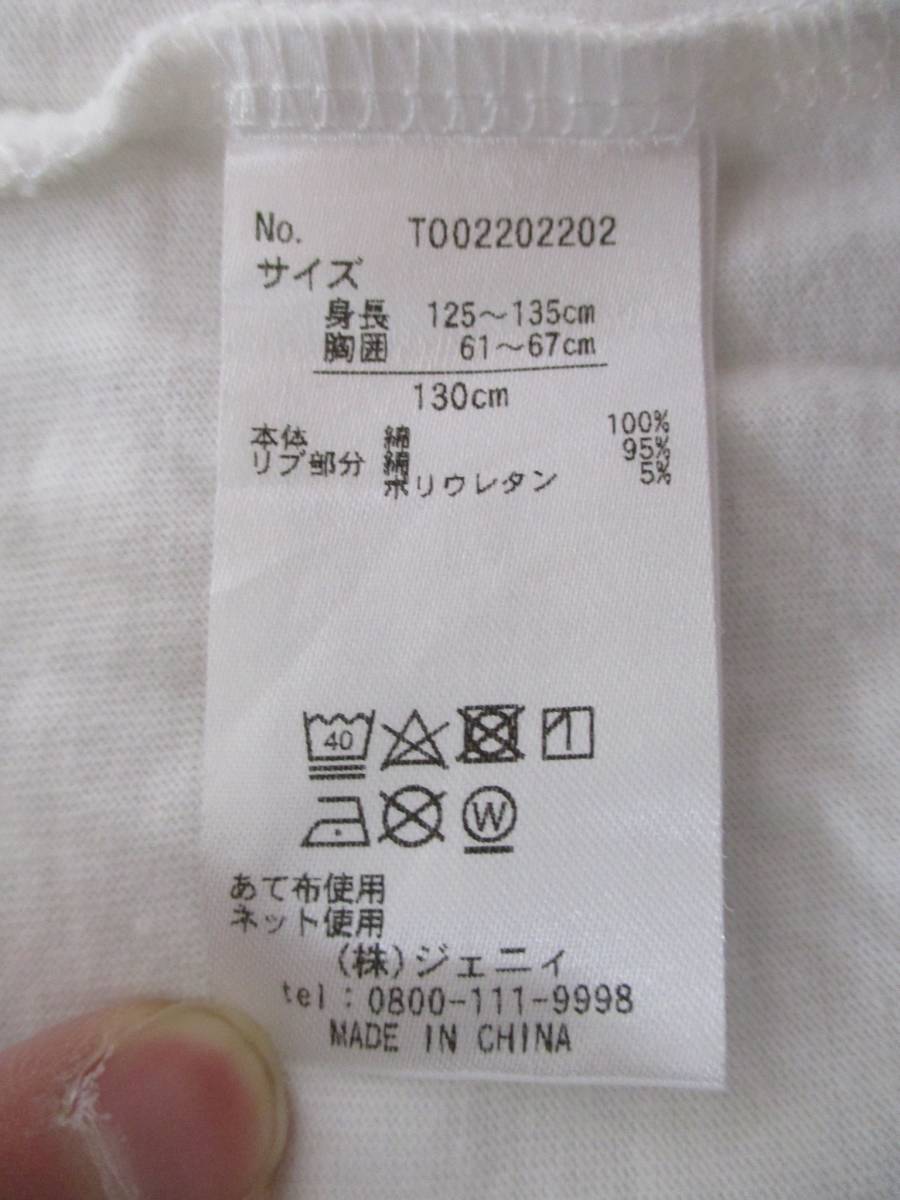 No. T002202202
サイズ
身長 125～135cm
胸囲 61～67cm
130cm
本体 綿 100%
リブ部分 綿 95%
ポリウレタン 5%
40
W
あて布使用
ネット使用
(株)ジェニィ
tel：0800-111-9998
MADE IN CHINA